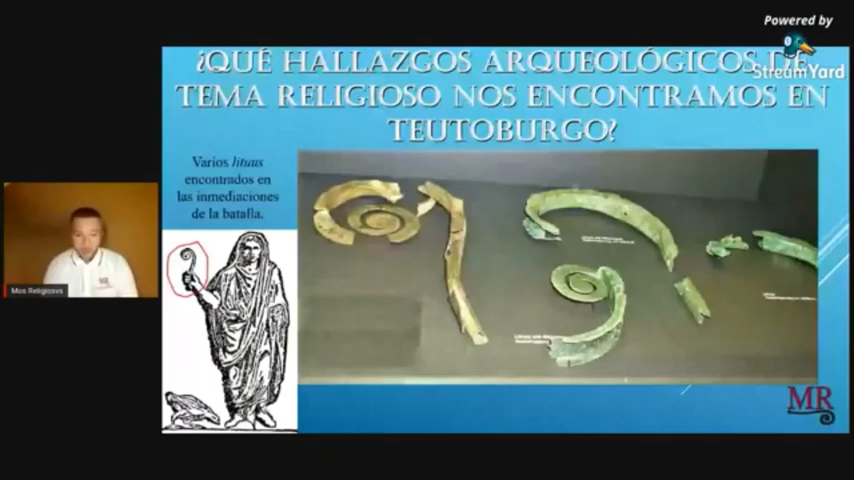 Powered by
StreamYard
¿QUÉ HALLAZGOS ARQUEOLÓGICOS DE
TEMA RELIGIOSO NOS ENCONTRAMOS EN
TEUTOBURGO?
Varios lituus
encontrados en
las inmediaciones
de la batalla.
Mos Religiosvs
MR
MR